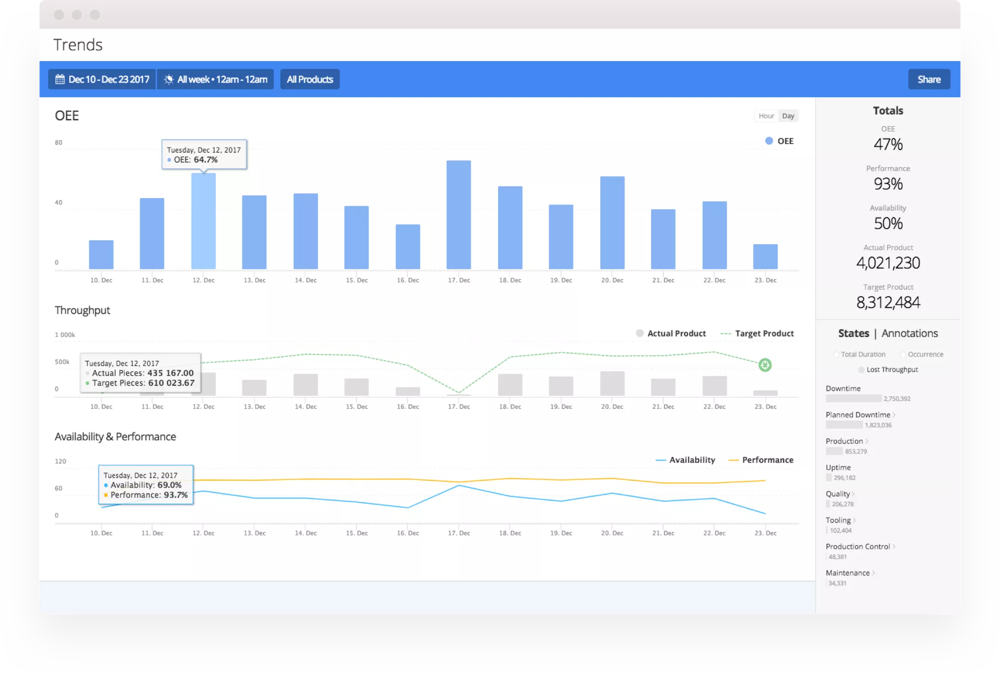 Trends
Dec 10 - Dec 23 2017
All week • 12am - 12am
All Products
Share
OEE
Hour Day
OEE
80
40
0
Tuesday, Dec 12, 2017
OEE: 64.7%
10. Dec 11. Dec 12. Dec 13. Dec 14. Dec 15. Dec 16. Dec 17. Dec 18. Dec 19. Dec 20. Dec 21. Dec 22. Dec 23. Dec
Throughput
Actual Product Target Product
1 000k
500k
0
Tuesday, Dec 12, 2017
Actual Pieces: 435 167.00
Target Pieces: 610 023.67
10. Dec 11. Dec 12. Dec 13. Dec 14. Dec 15. Dec 16. Dec 17. Dec 18. Dec 19. Dec 20. Dec 21. Dec 22. Dec 23. Dec
Availability & Performance
Availability Performance
120
60
0
Tuesday, Dec 12, 2017
Availability: 69.0%
Performance: 93.7%
10. Dec 11. Dec 12. Dec 13. Dec 14. Dec 15. Dec 16. Dec 17. Dec 18. Dec 19. Dec 20. Dec 21. Dec 22. Dec 23. Dec
Totals
OEE
47%
Performance
93%
Availability
50%
Actual Product
4,021,230
Target Product
8,312,484
States | Annotations
Total Duration Occurrence
Lost Throughput
Downtime
2,750,392
Planned Downtime >
1,823,036
Production >
853,279
Uptime
296,182
Quality >
206,278
Tooling >
102,404
Production Control >
48,381
Maintenance >
34,331